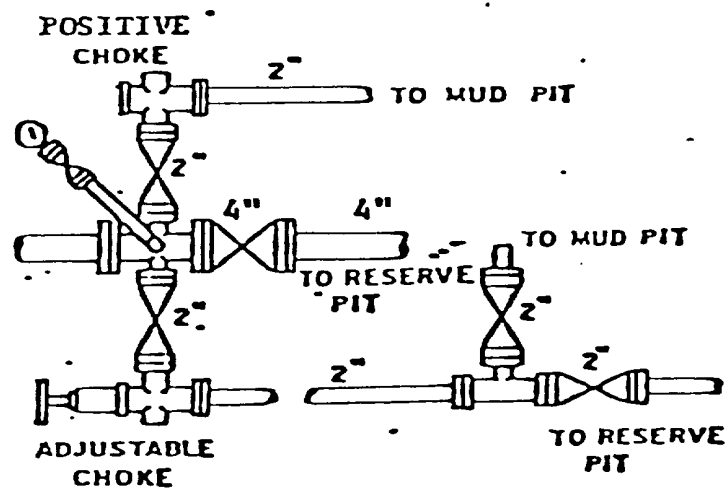 POSITIVE
CHOKE
2"
TO MUD PIT
2"
4"
4"
TO RESERVE
PIT
TO MUD PIT
2"
2"
2"
2"
ADJUSTABLE
CHOKE
TO RESERVE
PIT